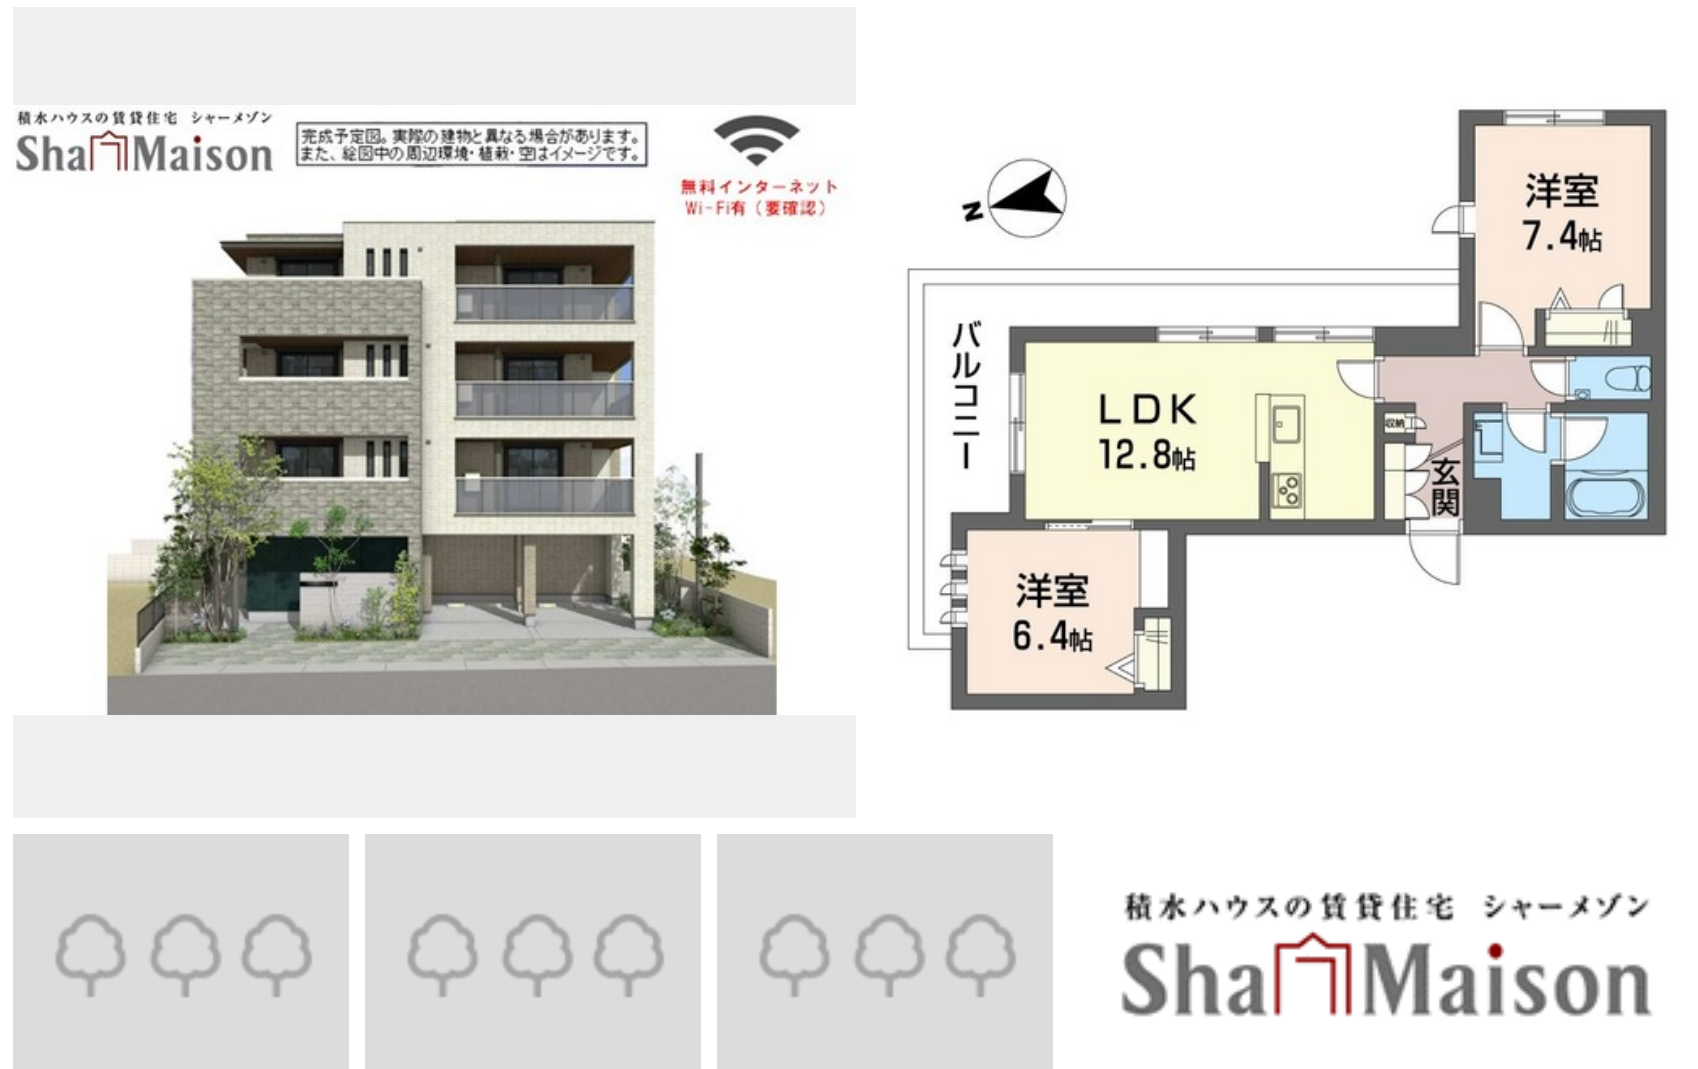 積水ハウスの賃貸住宅 シャーメゾン
ShaMaison
完成予定図。実際の建物と異なる場合があります。
また、絵図中の周辺環境・植栽・空はイメージです。
無料インターネット
Wi-Fi有（要確認）
N
洋室
7.4帖
バルコニー
LDK
12.8帖
収納
玄関
洋室
6.4帖
積水ハウスの賃貸住宅 シャーメゾン
ShaMaison